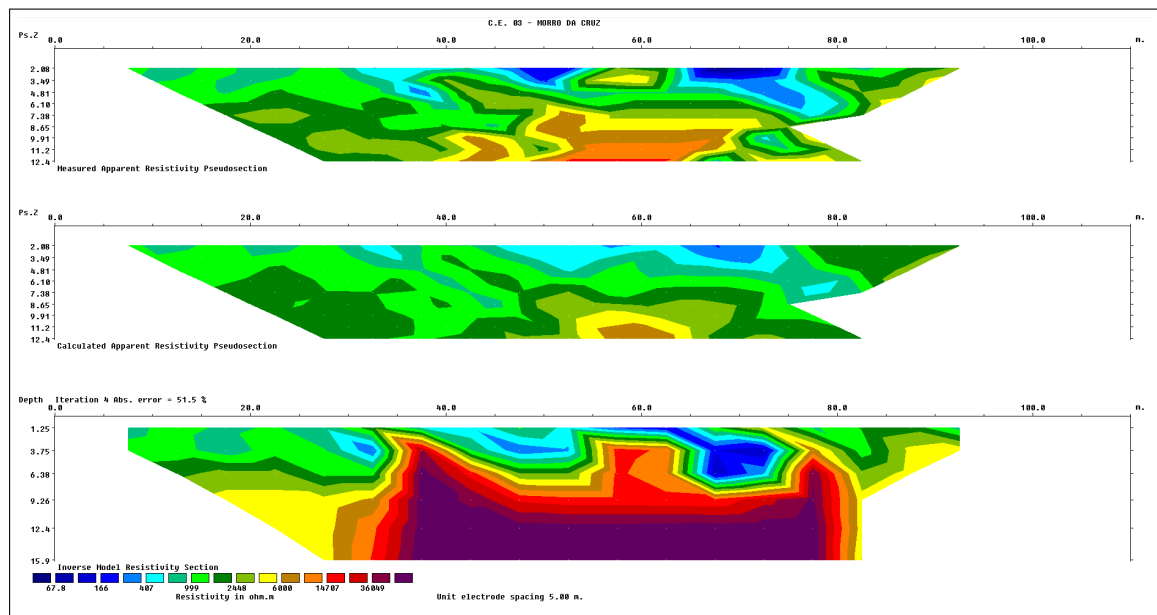 C.E. 03 - MORRO DA CRUZ
Ps.Z 0.0 20.0 40.0 60.0 80.0 100.0 m.
2.08
3.49
4.81
6.10
7.38
8.65
9.91
11.2
12.4
Measured Apparent Resistivity Pseudosection
Ps.Z 0.0 20.0 40.0 60.0 80.0 100.0 m.
2.08
3.49
4.81
6.10
7.38
8.65
9.91
11.2
12.4
Calculated Apparent Resistivity Pseudosection
Depth Iteration 4 Abs. error = 51.5 %
0.0 20.0 40.0 60.0 80.0 100.0 m.
1.25
3.75
6.38
9.26
12.4
15.9
Inverse Model Resistivity Section
67.8 166 407 999 2448 6000 14707 36049
Resistivity in ohm.m Unit electrode spacing 5.00 m.